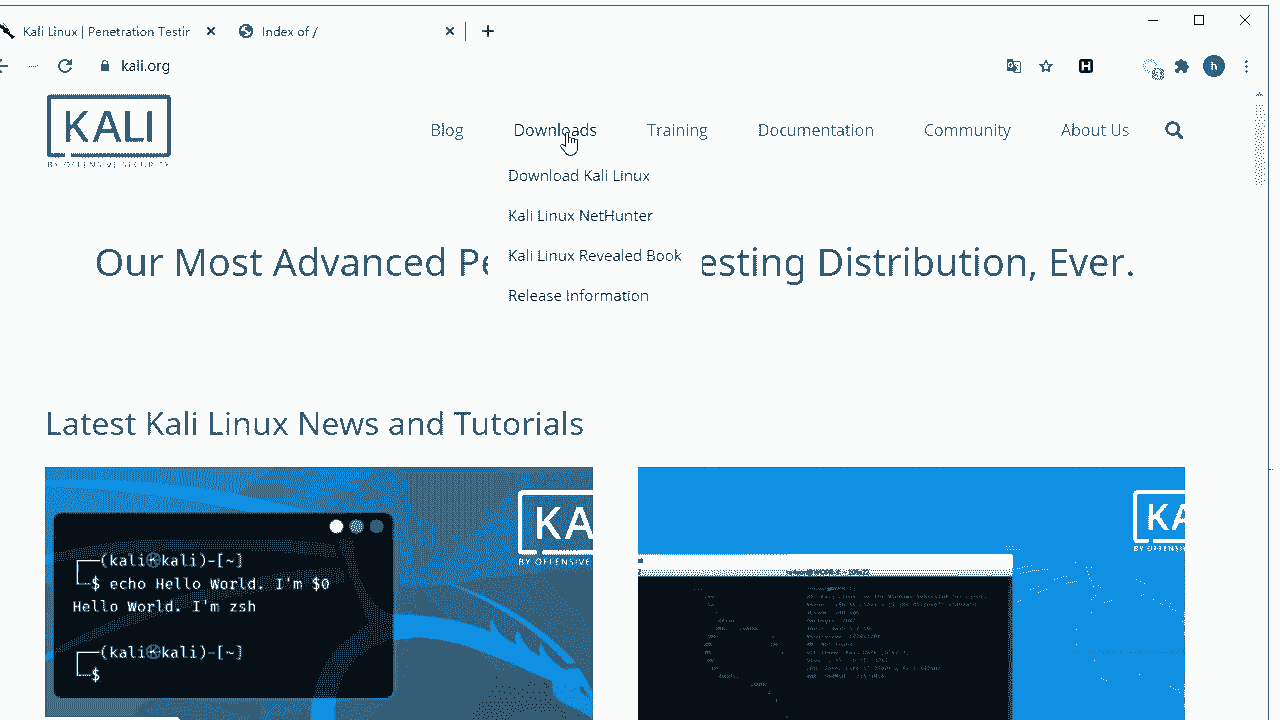 Kali Linux | Penetration Testir
Index of /
kali.org
h
KALI
BY OFFENSIVE SECURITY
Blog
Downloads
Training
Documentation
Community
About Us
Download Kali Linux
Kali Linux NetHunter
Kali Linux Revealed Book
Release Information
Our Most Advanced Pe esting Distribution, Ever.
Latest Kali Linux News and Tutorials
KA
BY OFFENSIVE
┌──(kali㉿kali)-[~]
└─$ echo Hello World. I'm $0
Hello World. I'm zsh
┌──(kali㉿kali)-[~]
└─$
KA
BY OFFENS